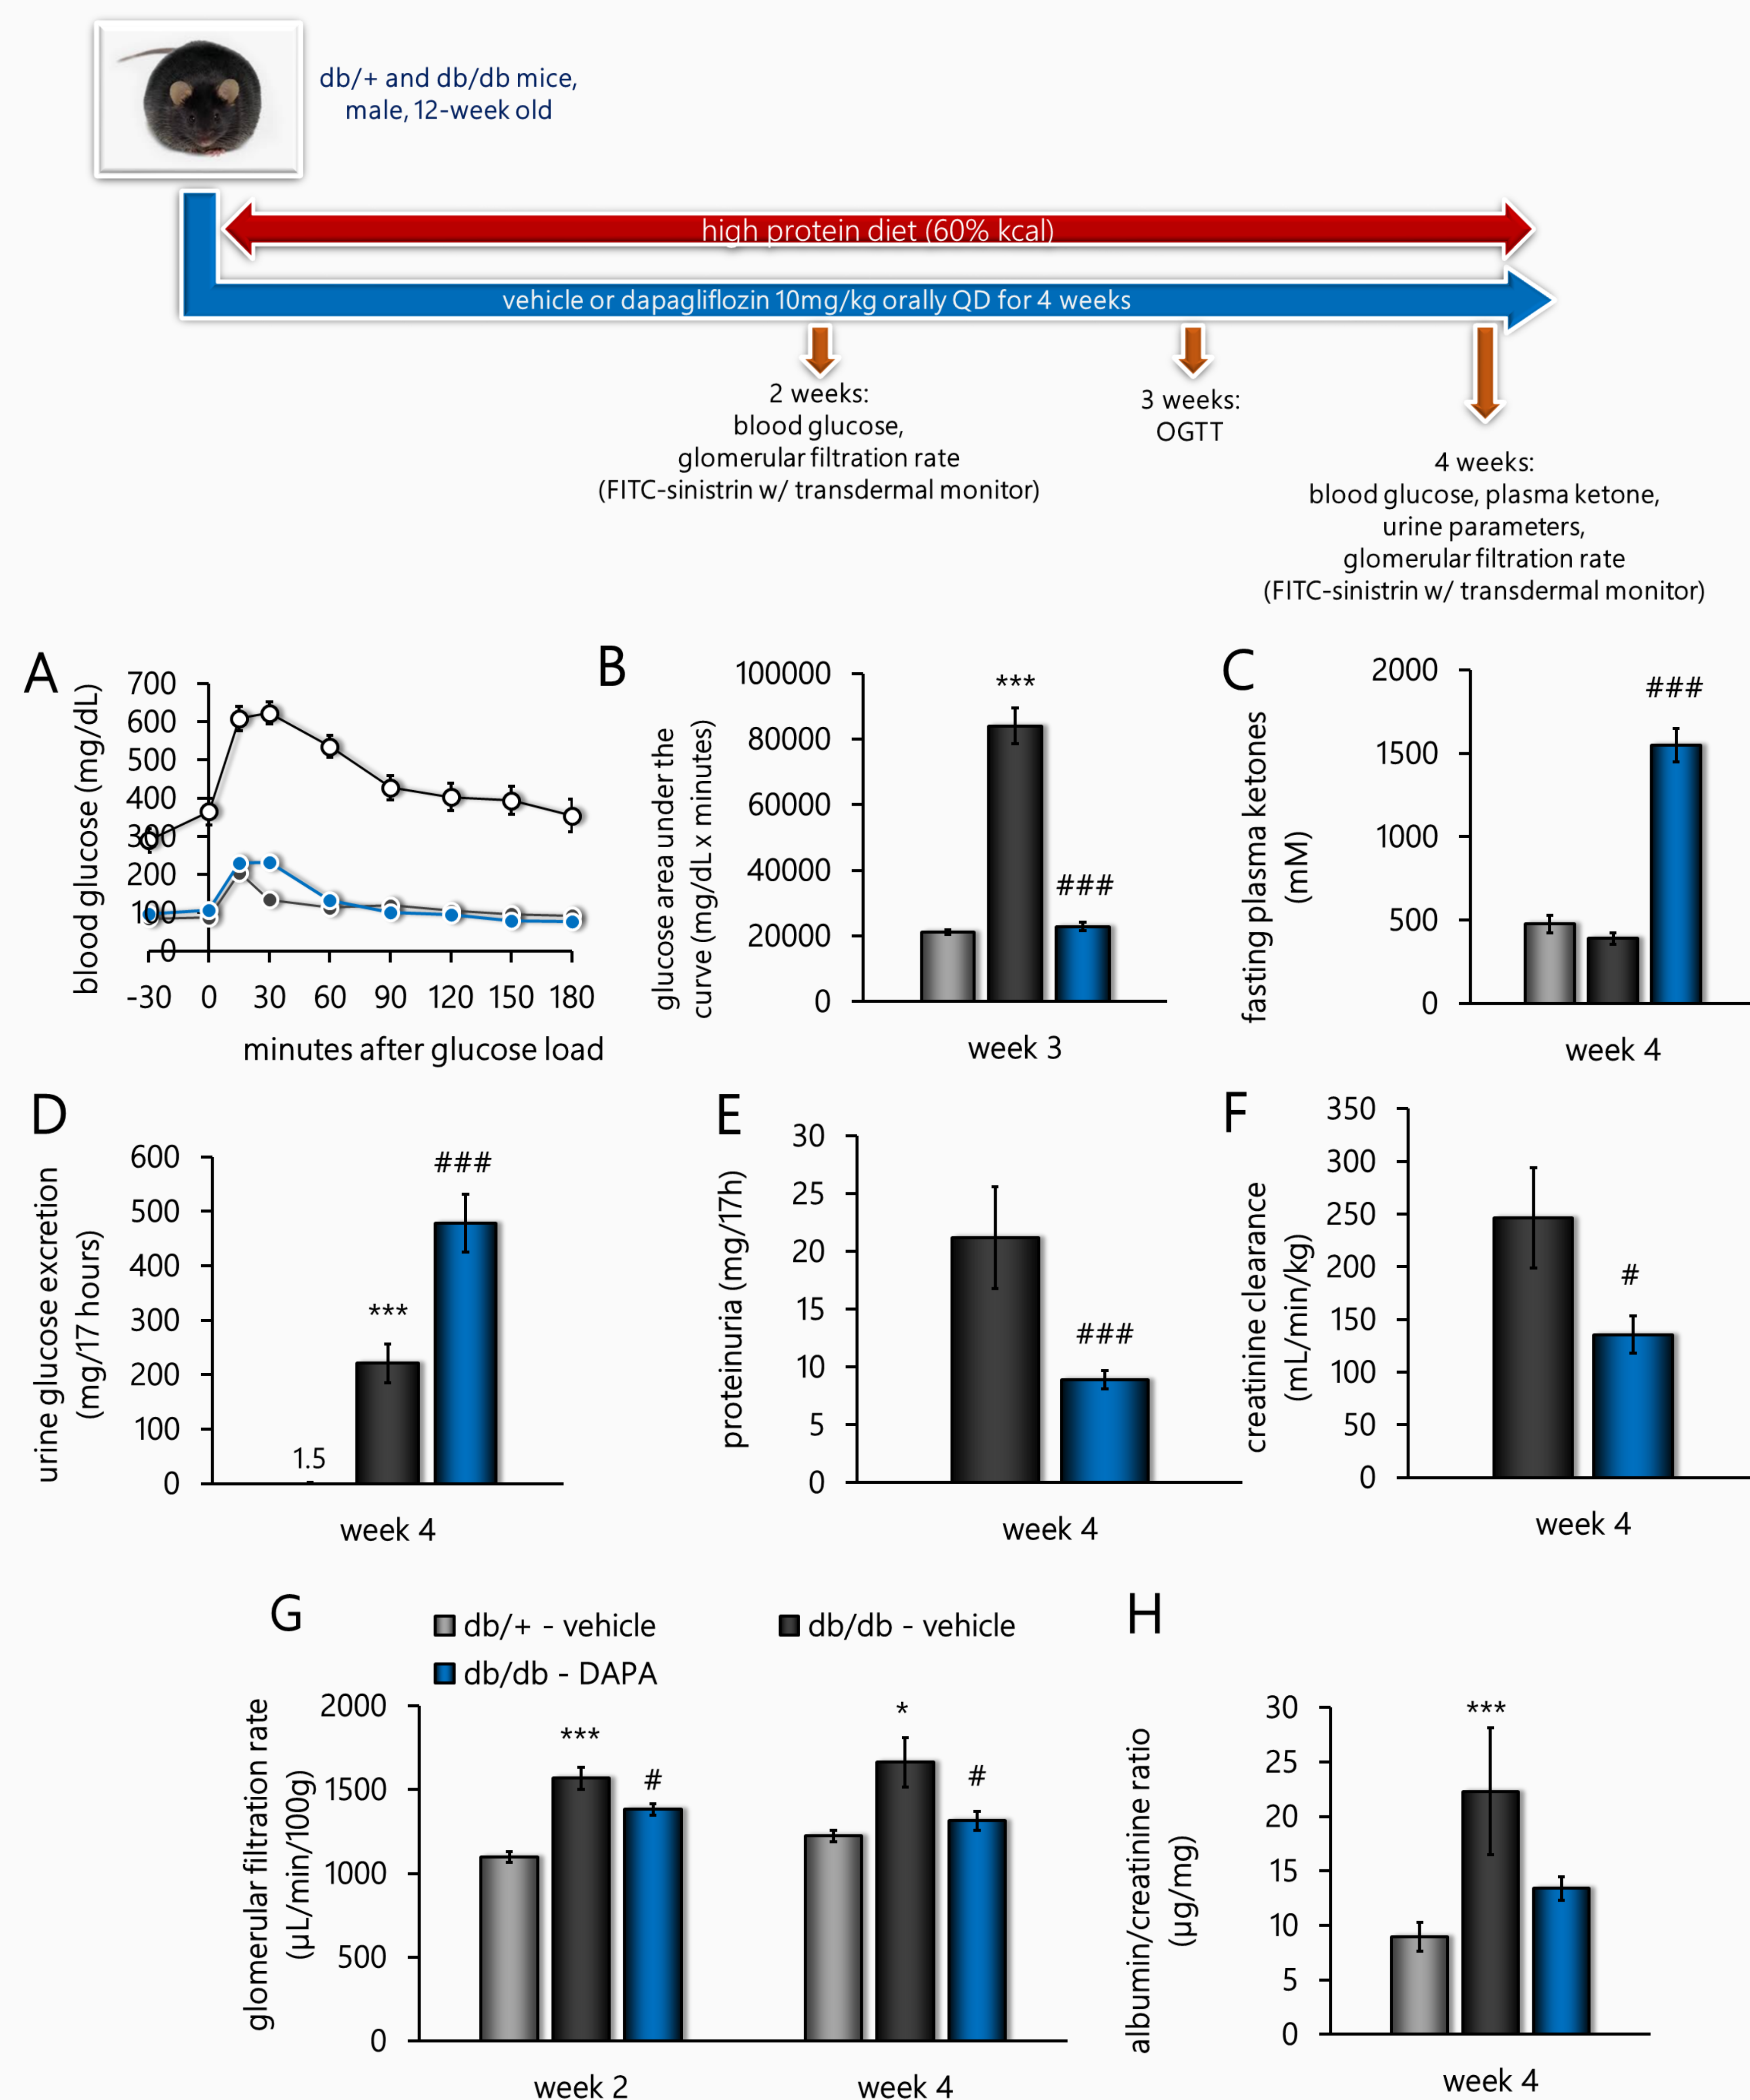 db/+ and db/db mice,
male, 12-week old
high protein diet (60% kcal)
vehicle or dapagliflozin 10mg/kg orally QD for 4 weeks
2 weeks:
blood glucose,
glomerular filtration rate
(FITC-sinistrin w/ transdermal monitor)
3 weeks:
OGTT
4 weeks:
blood glucose, plasma ketone,
urine parameters,
glomerular filtration rate
(FITC-sinistrin w/ transdermal monitor)
A
blood glucose (mg/dL)
700
600
500
400
300
200
100
0
-30 0 30 60 90 120 150 180
minutes after glucose load
B
glucose area under the
curve (mg/dL x minutes)
100000
80000
60000
40000
20000
0
***
###
week 3
C
fasting plasma ketones
(mM)
2000
1500
1000
500
0
###
week 4
D
urine glucose excretion
(mg/17 hours)
600
500
400
300
200
100
0
1.5
***
###
week 4
E
proteinuria (mg/17h)
30
25
20
15
10
5
0
###
week 4
F
creatinine clearance
(mL/min/kg)
350
300
250
200
150
100
50
0
#
week 4
G
db/+ - vehicle
db/db - vehicle
db/db - DAPA
glomerular filtration rate
(µL/min/100g)
2000
1500
1000
500
0
***
#
*
#
week 2
week 4
H
albumin/creatinine ratio
(µg/mg)
30
25
20
15
10
5
0
***
week 4